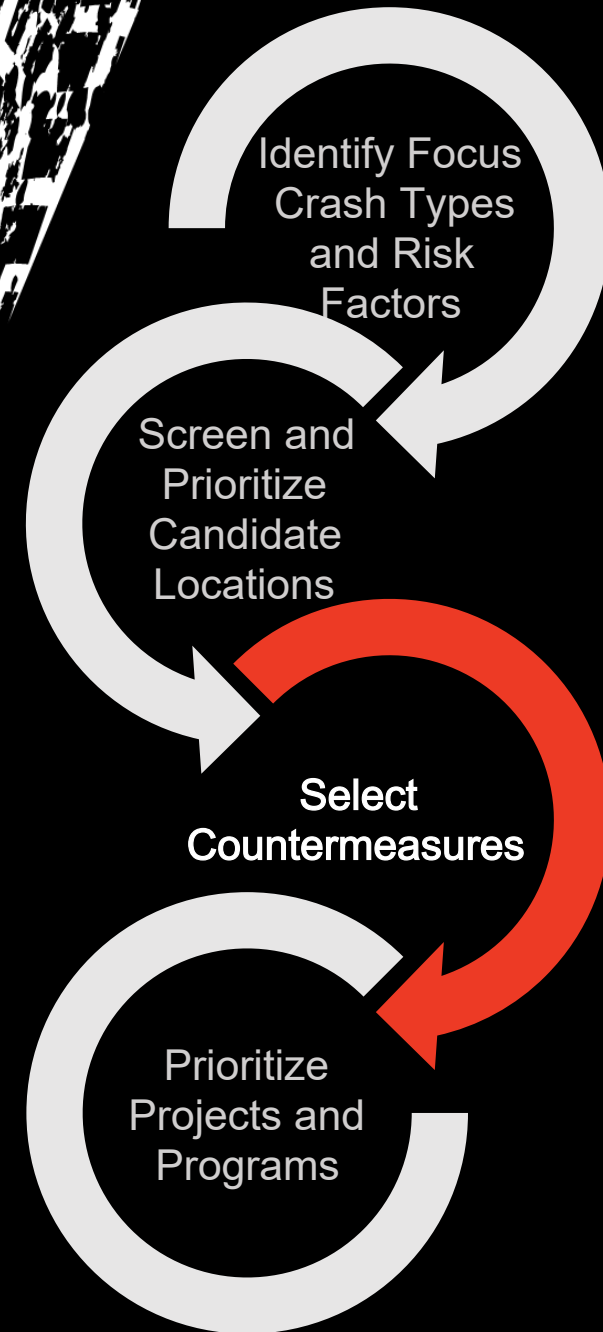 Identify Focus
Crash Types
and Risk
Factors
Screen and
Prioritize
Candidate
Locations
Select
Countermeasures
Prioritize
Projects and
Programs